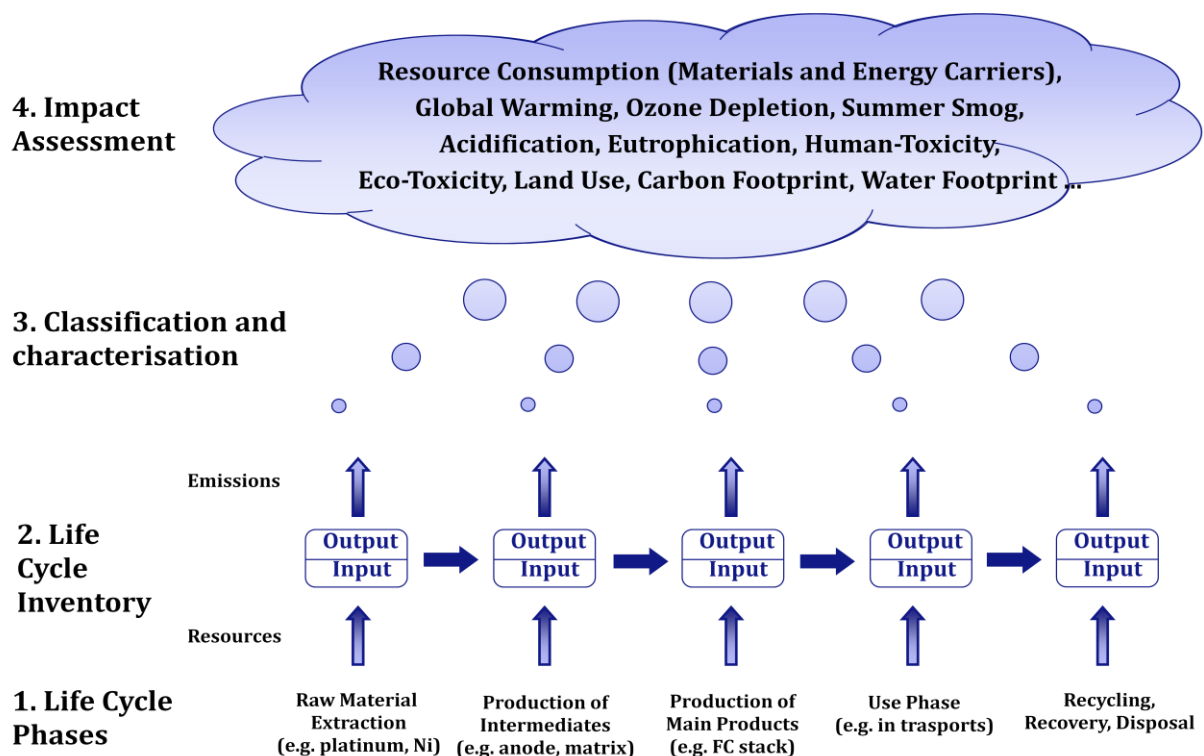 4. Impact
Assessment
Resource Consumption (Materials and Energy Carriers),
Global Warming, Ozone Depletion, Summer Smog,
Acidification, Eutrophication, Human-Toxicity,
Eco-Toxicity, Land Use, Carbon Footprint, Water Footprint ...
3. Classification and
characterisation
Emissions
2. Life
Cycle
Inventory
Output
Input
Output
Input
Output
Input
Output
Input
Output
Input
Resources
1. Life Cycle
Phases
Raw Material
Extraction
(e.g. platinum, Ni)
Production of
Intermediates
(e.g. anode, matrix)
Production of
Main Products
(e.g. FC stack)
Use Phase
(e.g. in trasports)
Recycling,
Recovery, Disposal